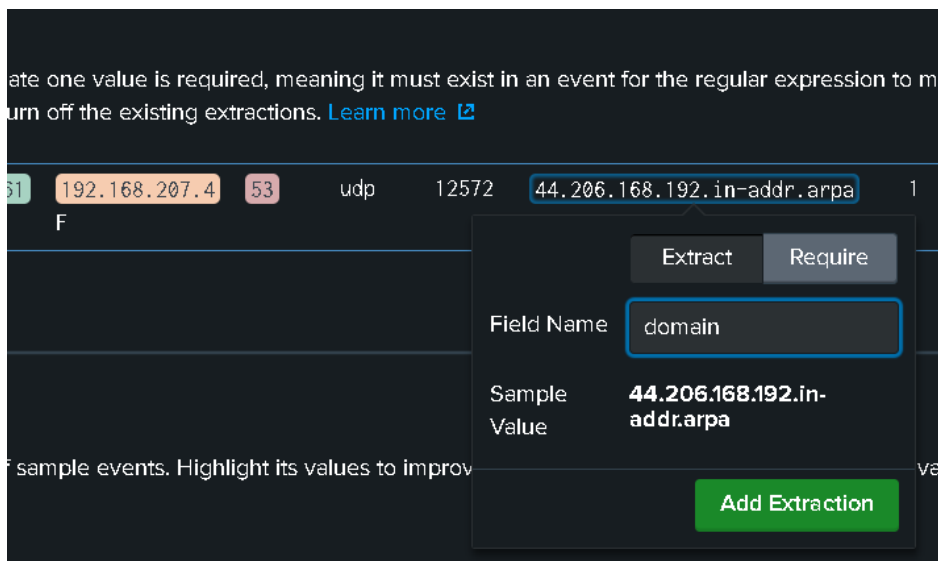 ate one value is required, meaning it must exist in an event for the regular expression to m
urn off the existing extractions. Learn more
61 192.168.207.4 53 udp 12572 44.206.168.192.in-addr.arpa 1
F
Extract Require
Field Name domain
Sample Value 44.206.168.192.in-
addr.arpa
f sample events. Highlight its values to improv va
Add Extraction